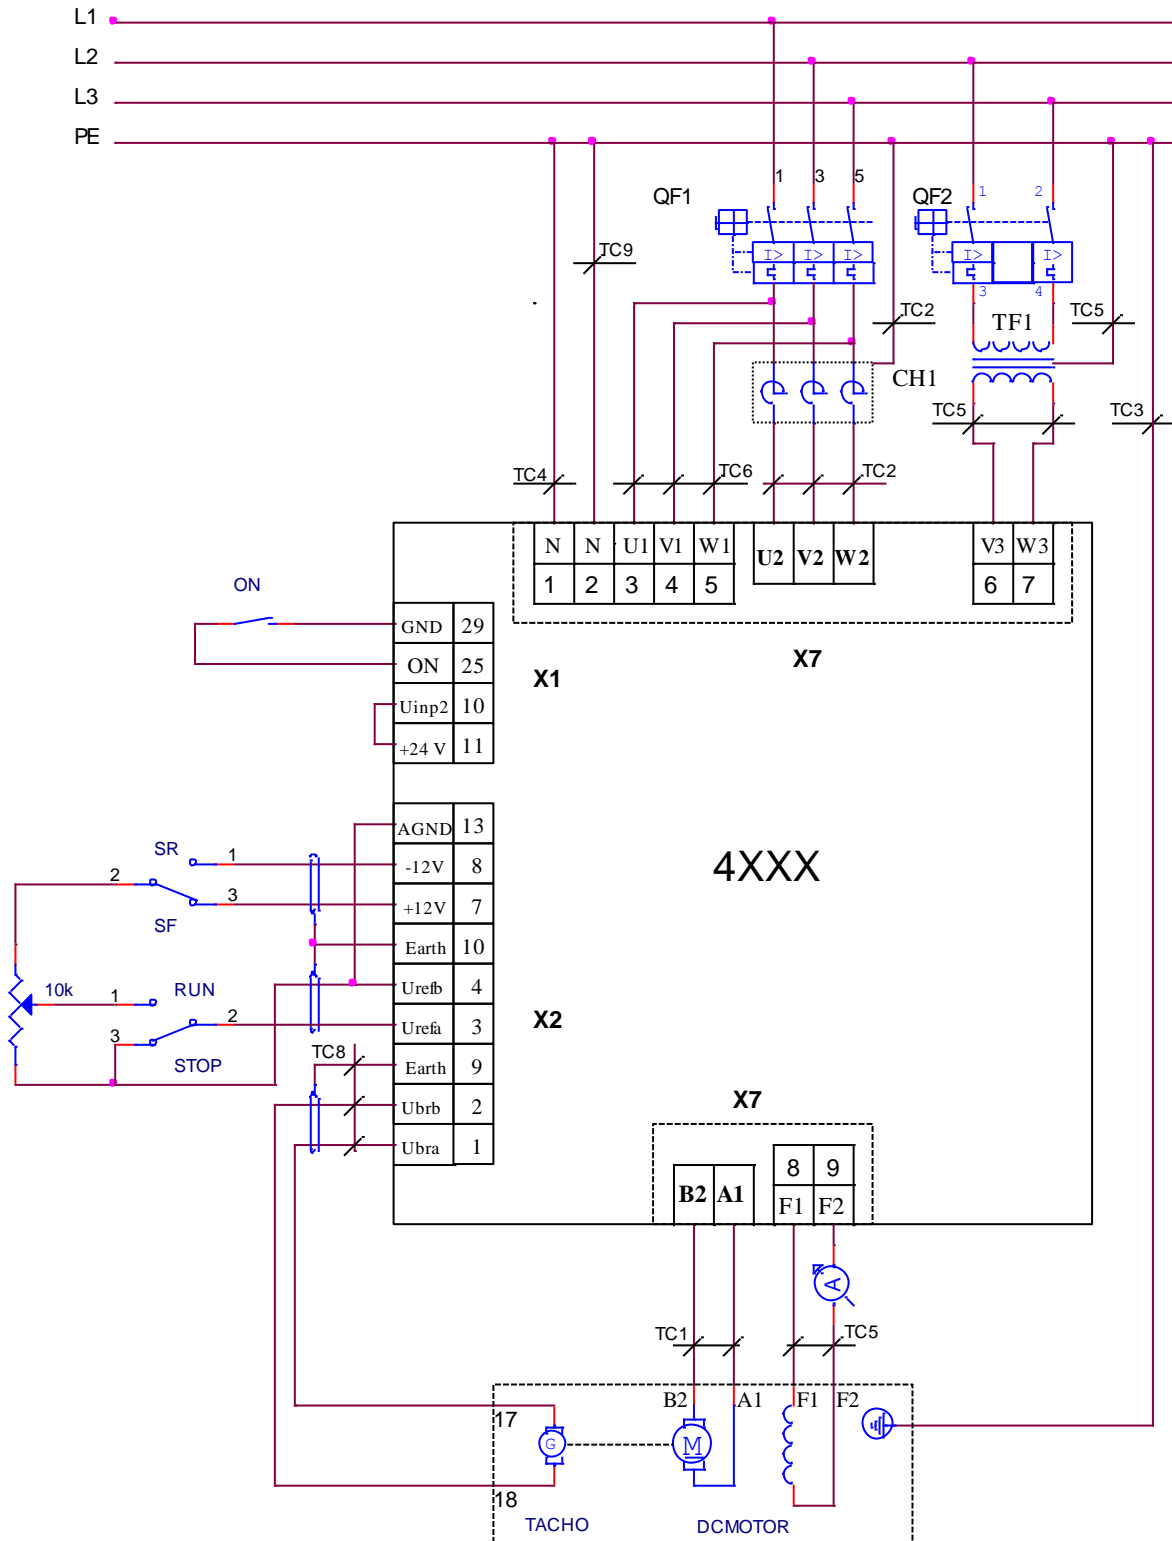 L1
L2
L3
PE
1 3 5
QF1
QF2
1 2
I> I> I>
I> I>
3 4
TC9
TC2
TF1
TC5
CH1
TC5
TC3
TC4
TC6
TC2
N N U1 V1 W1
U2 V2 W2
V3 W3
1 2 3 4 5
6 7
ON
GND 29
ON 25
Uinp2 10
+24 V 11
X1
X7
AGND 13
-12V 8
+12V 7
Earth 10
Urefb 4
Urefa 3
Earth 9
Ubrb 2
Ubra 1
4XXX
SR
1
2
3
SF
10k
1
RUN
2
3
STOP
X2
TC8
X7
8 9
B2 A1
F1 F2
A
TC1
TC5
B2 A1 F1 F2
17
G
M
18
TACHO
DCMOTOR